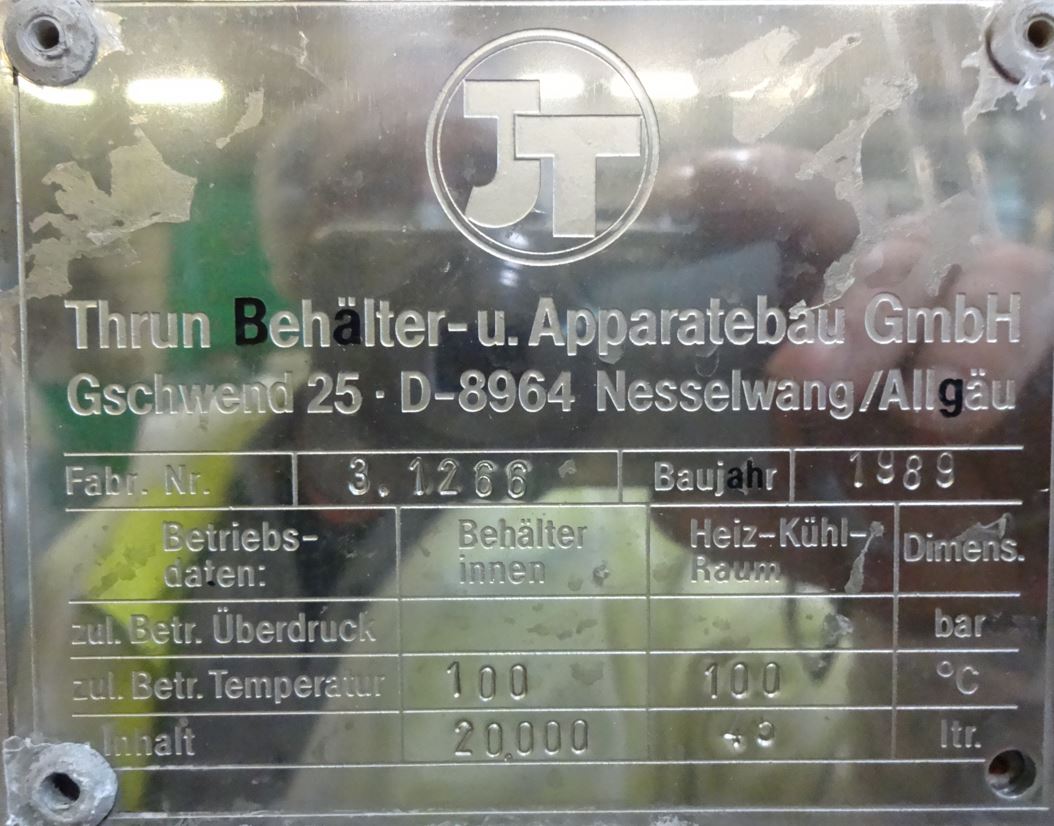 JT
Thrun Behälter- u. Apparatebau GmbH
Gschwend 25 · D-8964 Nesselwang/Allgäu
Fabr. Nr. 3.1266 Baujahr 1989
Betriebs-
daten: Behälter
innen Heiz-Kühl-
Raum Dimens.
zul. Betr. Überdruck bar
zul. Betr. Temperatur 100 100 °C
Inhalt 20.000 ltr.